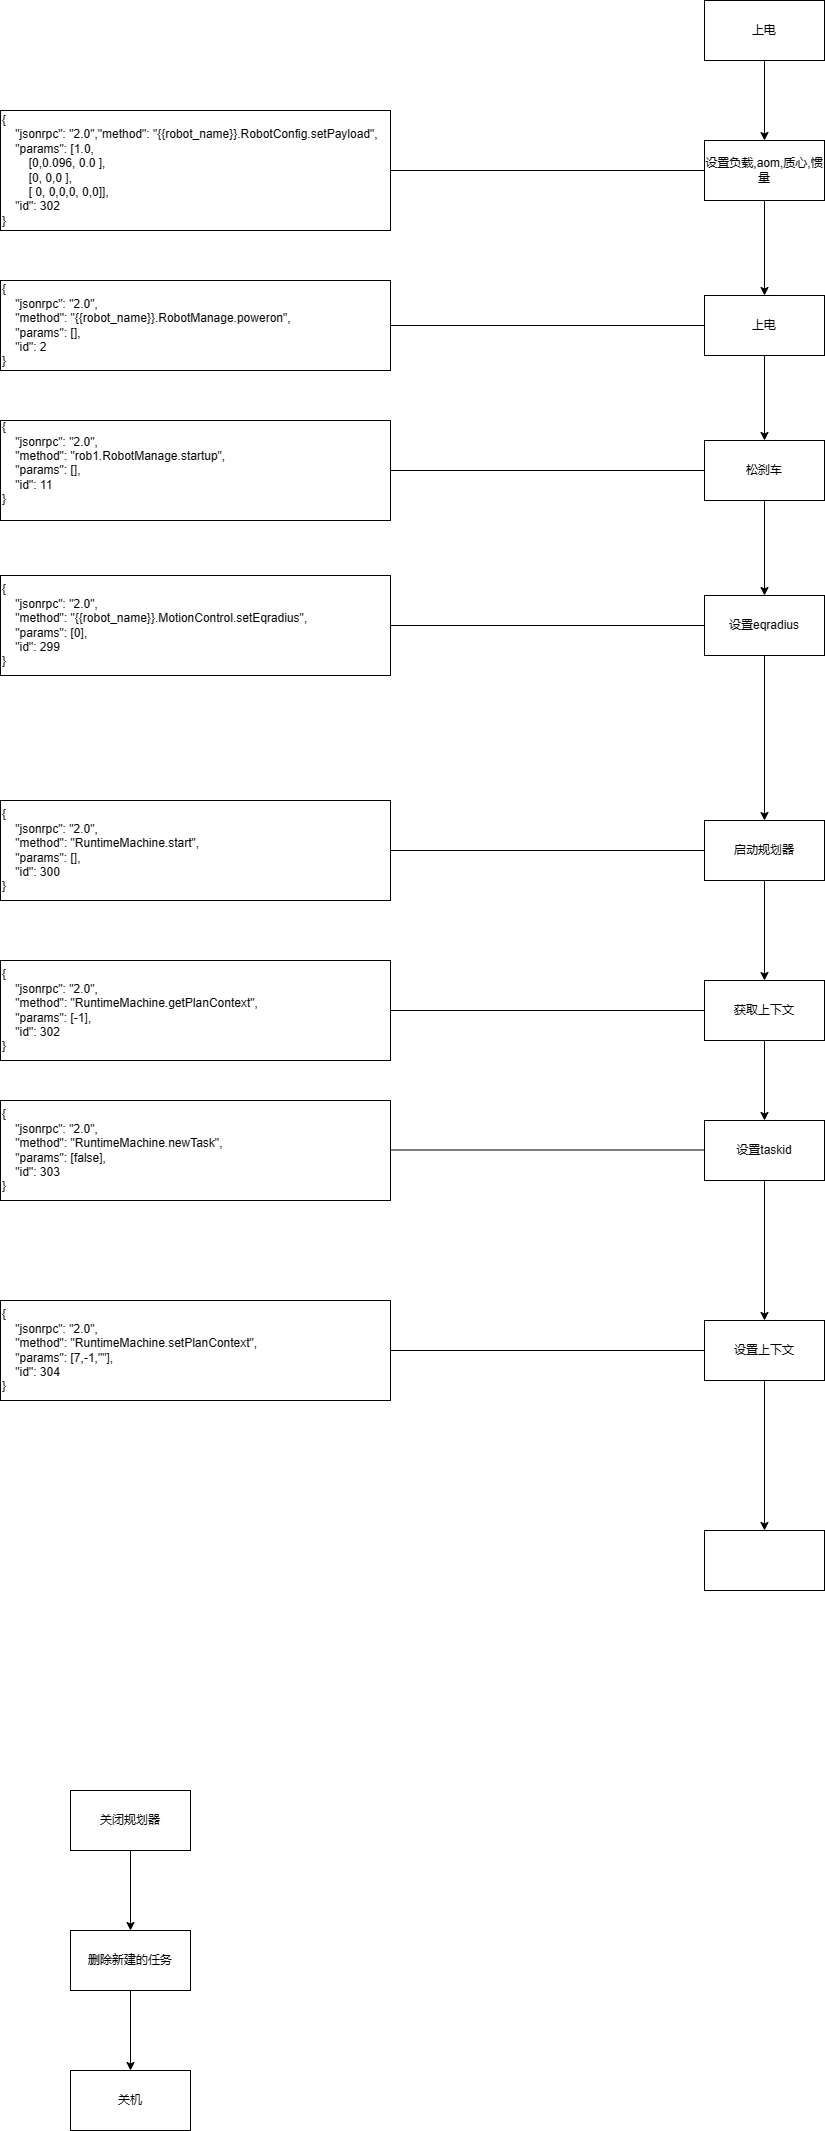 上电
{
"jsonrpc": "2.0","method": "{{robot_name}}.RobotConfig.setPayload",
"params": [1.0,
[0,0.096, 0.0 ],
[0, 0,0 ],
[ 0, 0,0,0, 0,0]],
"id": 302
}
设置负载,aom,质心,惯
量
{
"jsonrpc": "2.0",
"method": "{{robot_name}}.RobotManage.poweron",
"params": [],
"id": 2
}
上电
{
"jsonrpc": "2.0",
"method": "rob1.RobotManage.startup",
"params": [],
"id": 11
}
松刹车
{
"jsonrpc": "2.0",
"method": "{{robot_name}}.MotionControl.setEqradius",
"params": [0],
"id": 299
}
设置eqradius
{
"jsonrpc": "2.0",
"method": "RuntimeMachine.start",
"params": [],
"id": 300
}
启动规划器
{
"jsonrpc": "2.0",
"method": "RuntimeMachine.getPlanContext",
"params": [-1],
"id": 302
}
获取上下文
{
"jsonrpc": "2.0",
"method": "RuntimeMachine.newTask",
"params": [false],
"id": 303
}
设置taskid
{
"jsonrpc": "2.0",
"method": "RuntimeMachine.setPlanContext",
"params": [7,-1,""],
"id": 304
}
设置上下文
关闭规划器
删除新建的任务
关机